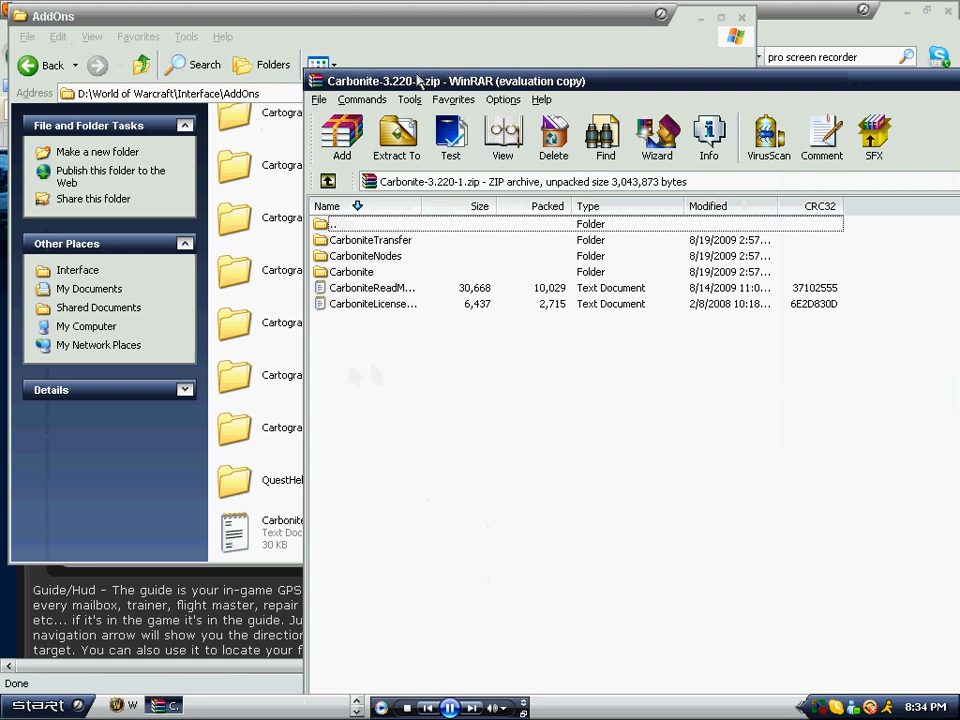 AddOns
File Edit View Favorites Tools Help
Back Search Folders
Address D:\World of Warcraft\Interface\AddOns
pro screen recorder
File and Folder Tasks
Make a new folder
Publish this folder to the
Web
Share this folder
Other Places
Interface
My Documents
Shared Documents
My Computer
My Network Places
Details
Cartogra
Cartogra
Cartogra
Cartogra
Cartogra
Cartogra
Cartogra
QuestHel
Carbonite
Text Doc
30 KB
Carbonite-3.220-1.zip - WinRAR (evaluation copy)
File Commands Tools Favorites Options Help
Add Extract To Test View Delete Find Wizard Info VirusScan Comment SFX
Carbonite-3.220-1.zip - ZIP archive, unpacked size 3,043,873 bytes
Name Size Packed Type Modified CRC32
.. Folder
CarboniteTransfer Folder 8/19/2009 2:57...
CarboniteNodes Folder 8/19/2009 2:57...
Carbonite Folder 8/19/2009 2:57...
CarboniteReadM... 30,668 10,029 Text Document 8/14/2009 11:0... 37102555
CarboniteLicense... 6,437 2,715 Text Document 2/8/2008 10:18... 6E2D830D
Guide/Hud - The guide is your in-game GPS
every mailbox, trainer, flight master, repair
etc... if it's in the game it's in the guide. Ju
navigation arrow will show you the direction
target. You can also use it to locate your f
Done
start W C, 8:34 PM